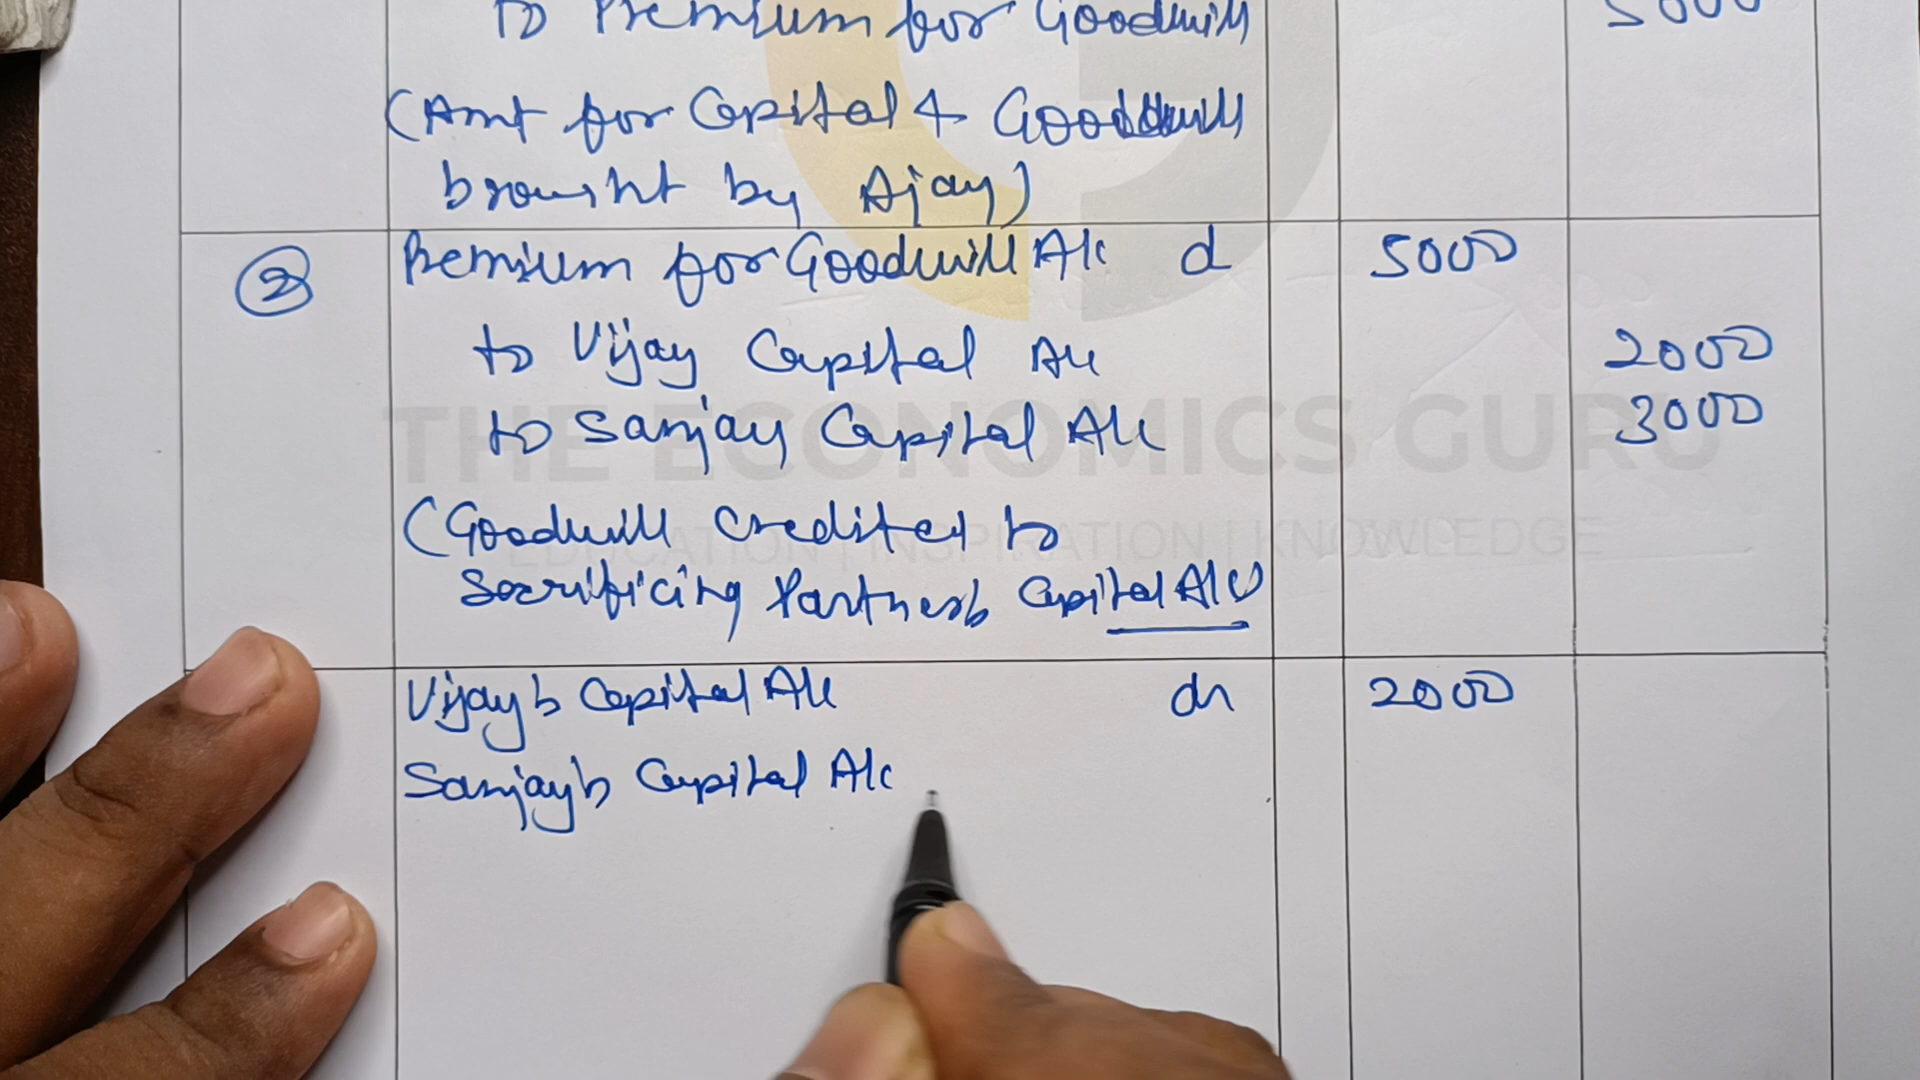 to Premium for Goodwill 5000
(Amt for Capital & Goodwill
brought by Ajay)
② Premium for Goodwill A/c d 5000
to Vijay Capital A/c 2000
to Sanjay Capital A/c 3000
THE ECONOMICS GURU
(Goodwill credited to
EDUCATION | INSPIRATION | KNOWLEDGE
Sacrificing Partners Capital A/c)
Vijay's Capital A/c dr 2000
Sanjay's Capital A/c